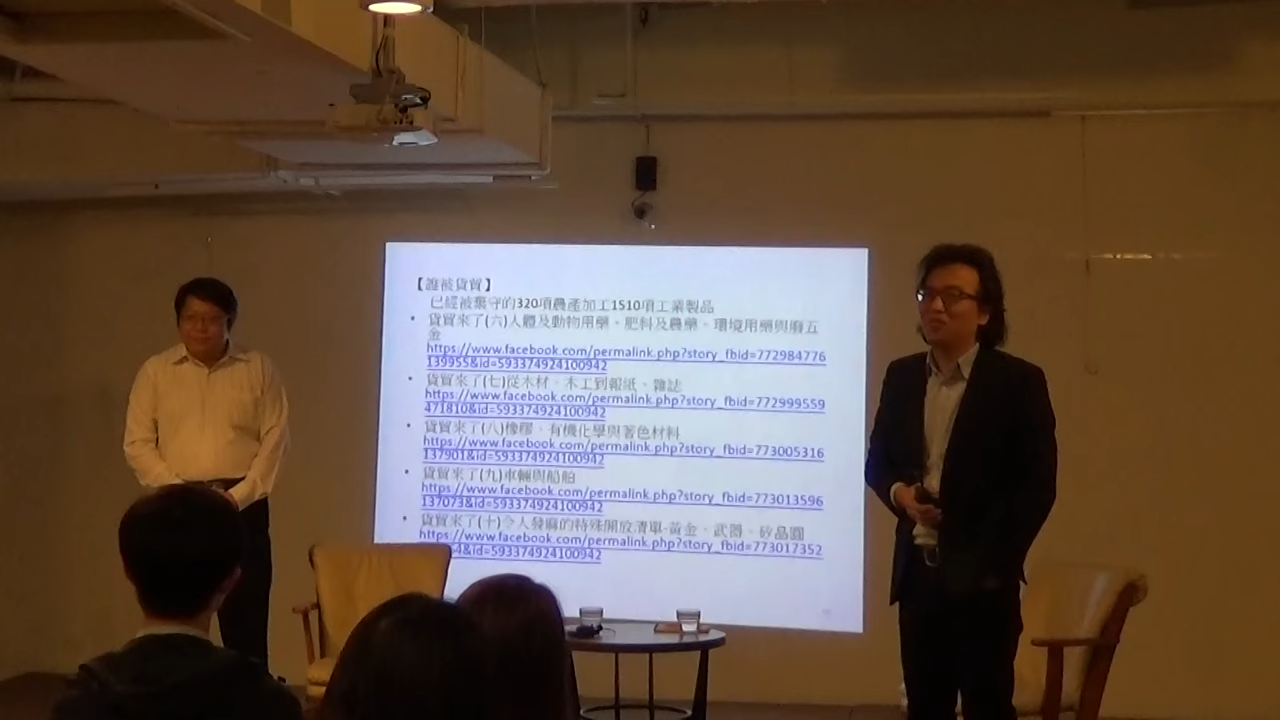 【誰被貨貿】
已經被棄守的320項農產加工1510項工業製品
• 貨貿來了(六)人體及動物用藥、肥料及農藥、環境用藥與廢五
金
https://www.facebook.com/permalink.php?story_fbid=772984776
139955&id=593374924100942
• 貨貿來了(七)從木材、木工到報紙、雜誌
https://www.facebook.com/permalink.php?story_fbid=772999559
471810&id=593374924100942
• 貨貿來了(八)橡膠、有機化學與著色材料
https://www.facebook.com/permalink.php?story_fbid=773005316
137901&id=593374924100942
• 貨貿來了(九)車輛與船舶
https://www.facebook.com/permalink.php?story_fbid=773013596
137073&id=593374924100942
• 貨貿來了(十)令人發麻的特殊開放清單-黃金、武器、矽晶圓
https://www.facebook.com/permalink.php?story_fbid=773017352
4&id=593374924100942